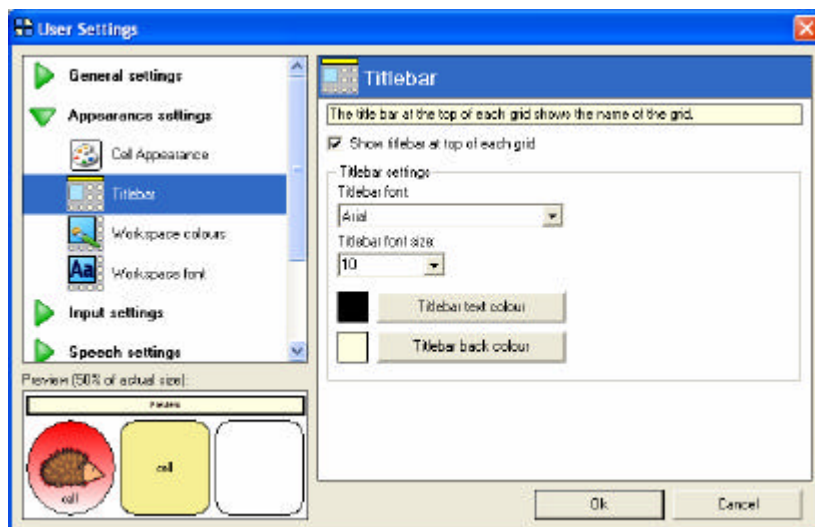 User Settings
General settings
Appearance settings
Cell Appearance
Titlebar
Workspace colours
Workspace font
Input settings
Speech settings
Preview (50% of actual size):
cell
cell
Titlebar
The title bar at the top of each grid shows the name of the grid.
Show titlebar at top of each grid
Titlebar settings
Titlebar font
Arial
Titlebar font size:
10
Titlebar text colour
Titlebar back colour
Ok
Cancel